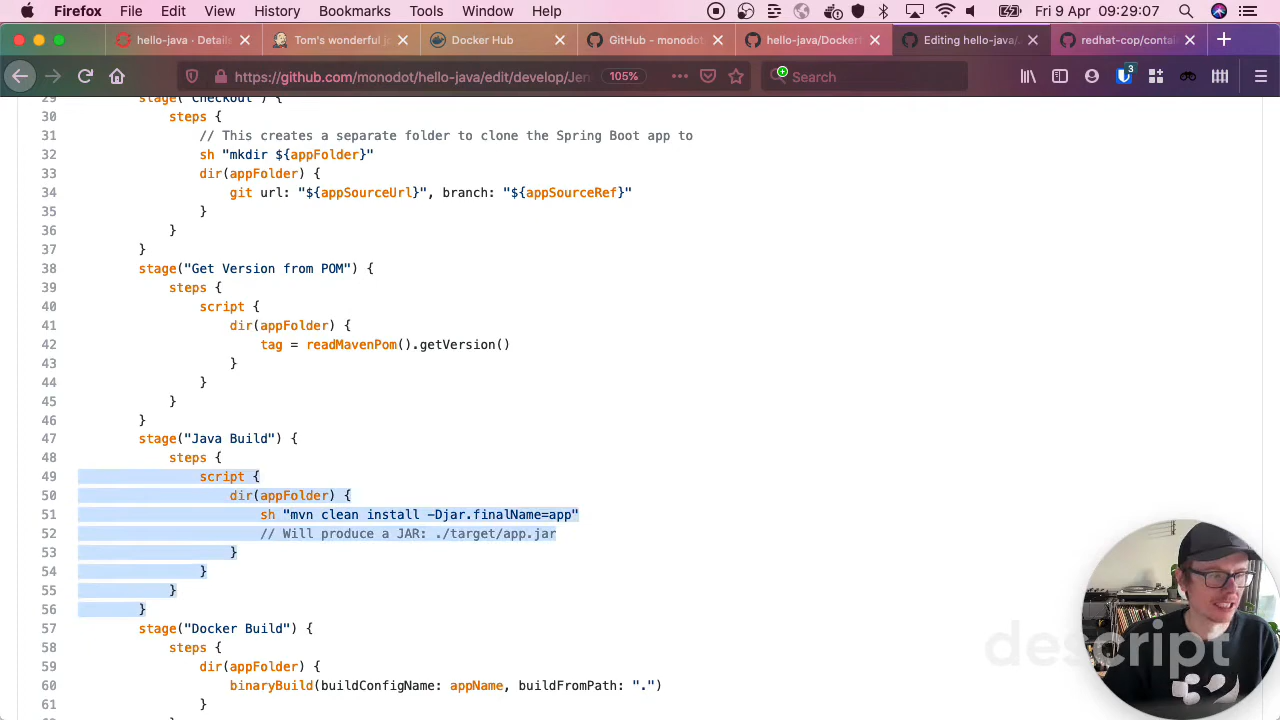 Firefox File Edit View History Bookmarks Tools Window Help Fri 9 Apr 09:29:07
hello-java - Detail Tom's wonderful j Docker Hub GitHub - monodot hello-java/Dockerf Editing hello-java/ redhat-cop/contai
https://github.com/monodot/hello-java/edit/develop/Jen 105% Search
3
29 stage("Checkout") {
30 steps {
31 // This creates a separate folder to clone the Spring Boot app to
32 sh "mkdir ${appFolder}"
33 dir(appFolder) {
34 git url: "${appSourceUrl}", branch: "${appSourceRef}"
35 }
36 }
37 }
38 stage("Get Version from POM") {
39 steps {
40 script {
41 dir(appFolder) {
42 tag = readMavenPom().getVersion()
43 }
44 }
45 }
46 }
47 stage("Java Build") {
48 steps {
49 script {
50 dir(appFolder) {
51 sh "mvn clean install -Djar.finalName=app"
52 // Will produce a JAR: ./target/app.jar
53 }
54 }
55 }
56 }
57 stage("Docker Build") {
58 steps {
59 dir(appFolder) {
60 binaryBuild(buildConfigName: appName, buildFromPath: ".")
61 }
descript